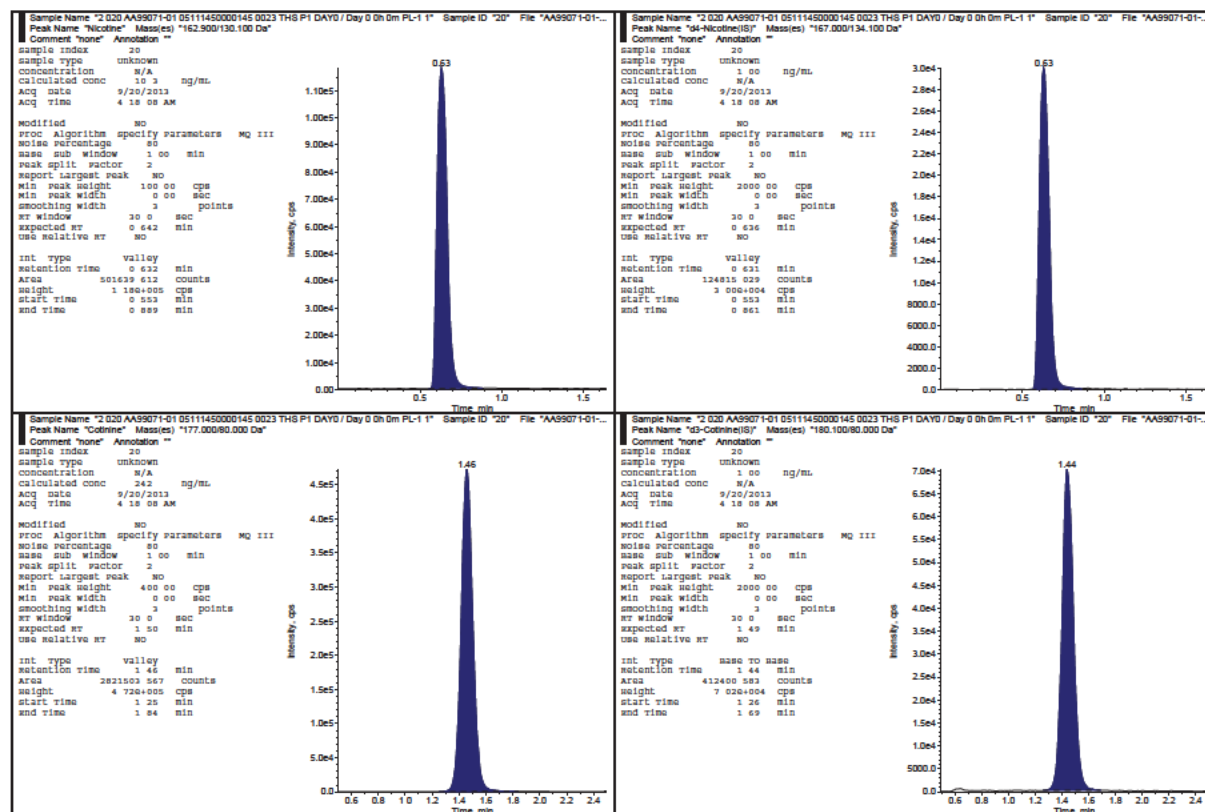 Sample Name "2 020 AA99071-01 05111450000145 0023 THS P1 DAY0 / Day 0 0h 0m PL-1 1" Sample ID "20" File "AA99071-01-...
Peak Name "Nicotine" Mass(es) "162.900/130.100 Da"
Comment "none" Annotation ""
Sample Index 20
Sample Type Unknown
Concentration N/A
Calculated Conc 10 3 ng/mL
Acq Date 9/20/2013
Acq Time 4 18 08 AM
Modified NO
Proc Algorithm Specify Parameters MQ III
Noise Percentage 80
Base Sub Window 1 00 min
Peak Split Factor 2
Report Largest Peak NO
Min Peak Height 100 00 cps
Min Peak Width 0 00 sec
Smoothing Width 3 points
RT Window 30 0 sec
Expected RT 0 642 min
Use Relative RT NO
Int Type Valley
Retention Time 0 632 min
Area 501639 612 counts
Height 1 18e+005 cps
Start Time 0 553 min
End Time 0 889 min
0.63
1.10e5
1.00e5
9.00e4
8.00e4
7.00e4
6.00e4
5.00e4
4.00e4
3.00e4
2.00e4
1.00e4
0.00
Intensity, cps
0.5 1.0 1.5
Time, min
Sample Name "2 020 AA99071-01 05111450000145 0023 THS P1 DAY0 / Day 0 0h 0m PL-1 1" Sample ID "20" File "AA99071-01-...
Peak Name "d4-Nicotine(IS)" Mass(es) "167.000/134.100 Da"
Comment "none" Annotation ""
Sample Index 20
Sample Type Unknown
Concentration 1 00 ng/mL
Calculated Conc N/A
Acq Date 9/20/2013
Acq Time 4 18 08 AM
Modified NO
Proc Algorithm Specify Parameters MQ III
Noise Percentage 80
Base Sub Window 1 00 min
Peak Split Factor 2
Report Largest Peak NO
Min Peak Height 2000 00 cps
Min Peak Width 0 00 sec
Smoothing Width 3 points
RT Window 30 0 sec
Expected RT 0 636 min
Use Relative RT NO
Int Type Valley
Retention Time 0 631 min
Area 124815 029 counts
Height 3 00e+004 cps
Start Time 0 553 min
End Time 0 861 min
0.63
3.0e4
2.8e4
2.6e4
2.4e4
2.2e4
2.0e4
1.8e4
1.6e4
1.4e4
1.2e4
1.0e4
8000.0
6000.0
4000.0
2000.0
0.0
Intensity, cps
0.5 1.0 1.5
Time, min
Sample Name "2 020 AA99071-01 05111450000145 0023 THS P1 DAY0 / Day 0 0h 0m PL-1 1" Sample ID "20" File "AA99071-01-...
Peak Name "Cotinine" Mass(es) "177.000/80.000 Da"
Comment "none" Annotation ""
Sample Index 20
Sample Type Unknown
Concentration N/A
Calculated Conc 242 ng/mL
Acq Date 9/20/2013
Acq Time 4 18 08 AM
Modified NO
Proc Algorithm Specify Parameters MQ III
Noise Percentage 80
Base Sub Window 1 00 min
Peak Split Factor 2
Report Largest Peak NO
Min Peak Height 400 00 cps
Min Peak Width 0 00 sec
Smoothing Width 3 points
RT Window 30 0 sec
Expected RT 1 50 min
Use Relative RT NO
Int Type Valley
Retention Time 1 46 min
Area 2821503 567 counts
Height 4 72e+005 cps
Start Time 1 25 min
End Time 1 84 min
1.46
4.5e5
4.0e5
3.5e5
3.0e5
2.5e5
2.0e5
1.5e5
1.0e5
5.0e4
0.0
Intensity, cps
0.6 0.8 1.0 1.2 1.4 1.6 1.8 2.0 2.2 2.4
Time, min
Sample Name "2 020 AA99071-01 05111450000145 0023 THS P1 DAY0 / Day 0 0h 0m PL-1 1" Sample ID "20" File "AA99071-01-...
Peak Name "d3-Cotinine(IS)" Mass(es) "180.100/80.000 Da"
Comment "none" Annotation ""
Sample Index 20
Sample Type Unknown
Concentration 1 00 ng/mL
Calculated Conc N/A
Acq Date 9/20/2013
Acq Time 4 18 08 AM
Modified NO
Proc Algorithm Specify Parameters MQ III
Noise Percentage 80
Base Sub Window 1 00 min
Peak Split Factor 2
Report Largest Peak NO
Min Peak Height 2000 00 cps
Min Peak Width 0 00 sec
Smoothing Width 3 points
RT Window 30 0 sec
Expected RT 1 49 min
Use Relative RT NO
Int Type Base To Base
Retention Time 1 44 min
Area 412400 583 counts
Height 7 02e+004 cps
Start Time 1 26 min
End Time 1 69 min
1.44
7.0e4
6.5e4
6.0e4
5.5e4
5.0e4
4.5e4
4.0e4
3.5e4
3.0e4
2.5e4
2.0e4
1.5e4
1.0e4
5000.0
0.0
Intensity, cps
0.6 0.8 1.0 1.2 1.4 1.6 1.8 2.0 2.2 2.4
Time, min